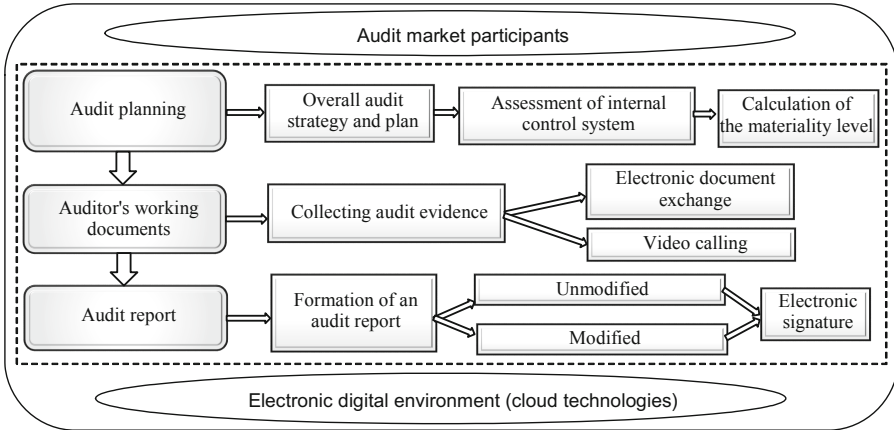 Audit market participants
Audit planning
Overall audit
strategy and plan
Assessment of internal
control system
Calculation of
the materiality level
Auditor's working
documents
Collecting audit evidence
Electronic document
exchange
Video calling
Audit report
Formation of an
audit report
Unmodified
Modified
Electronic
signature
Electronic digital environment (cloud technologies)